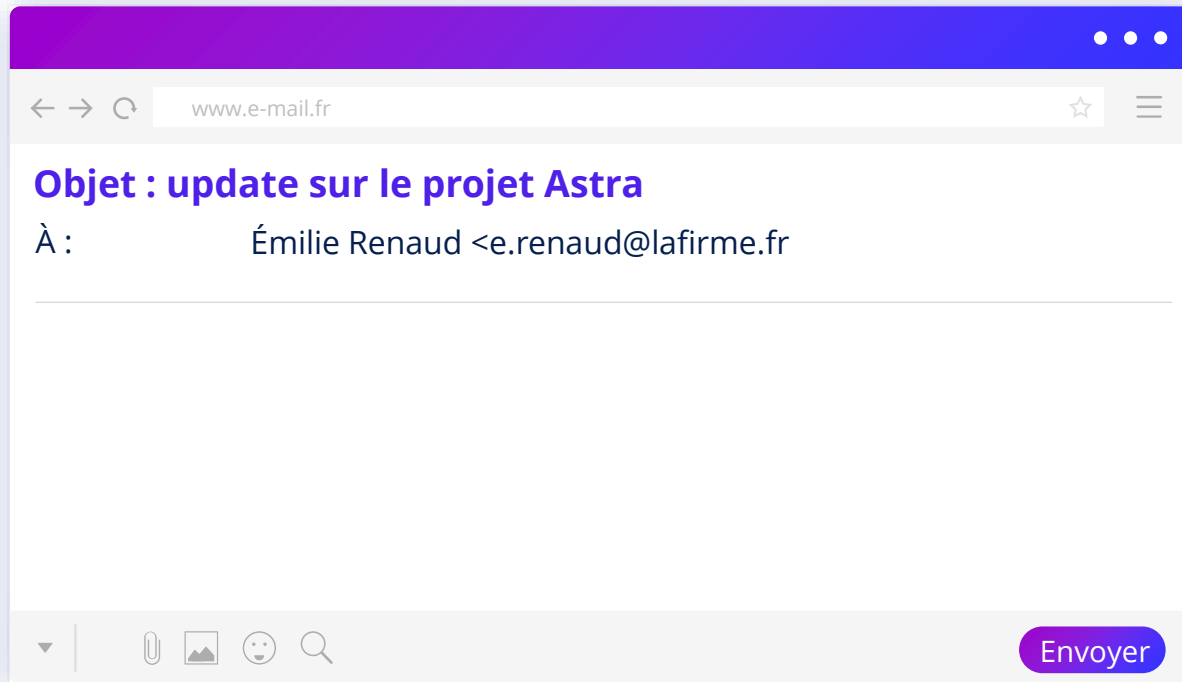 www.e-mail.fr
Objet : update sur le projet Astra
À : Émilie Renaud <e.renaud@lafirme.fr
Envoyer